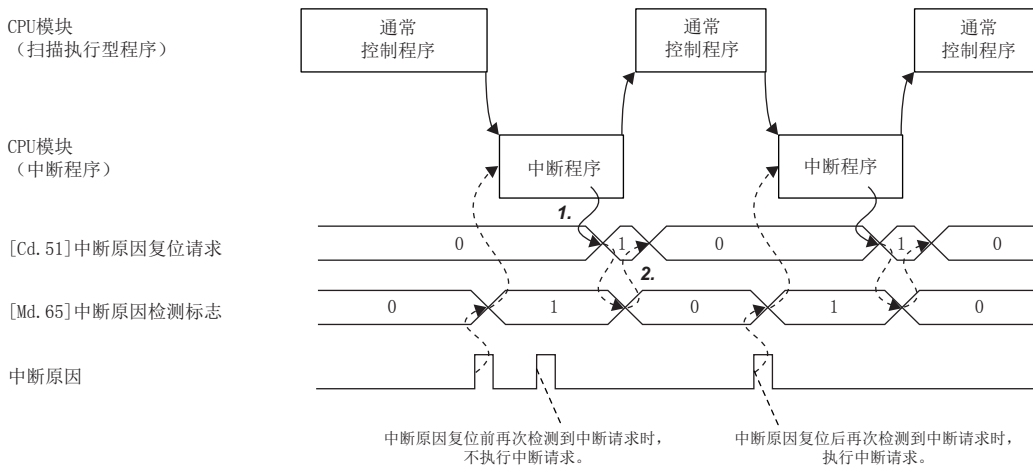 CPU模块
（扫描执行型程序）
通常
控制程序
通常
控制程序
通常
控制程序
CPU模块
（中断程序）
中断程序
中断程序
1.
[Cd.51]中断原因复位请求
0
1
0
1
0
2.
[Md.65]中断原因检测标志
0
1
0
1
0
中断原因
中断原因复位前再次检测到中断请求时，
不执行中断请求。
中断原因复位后再次检测到中断请求时，
执行中断请求。